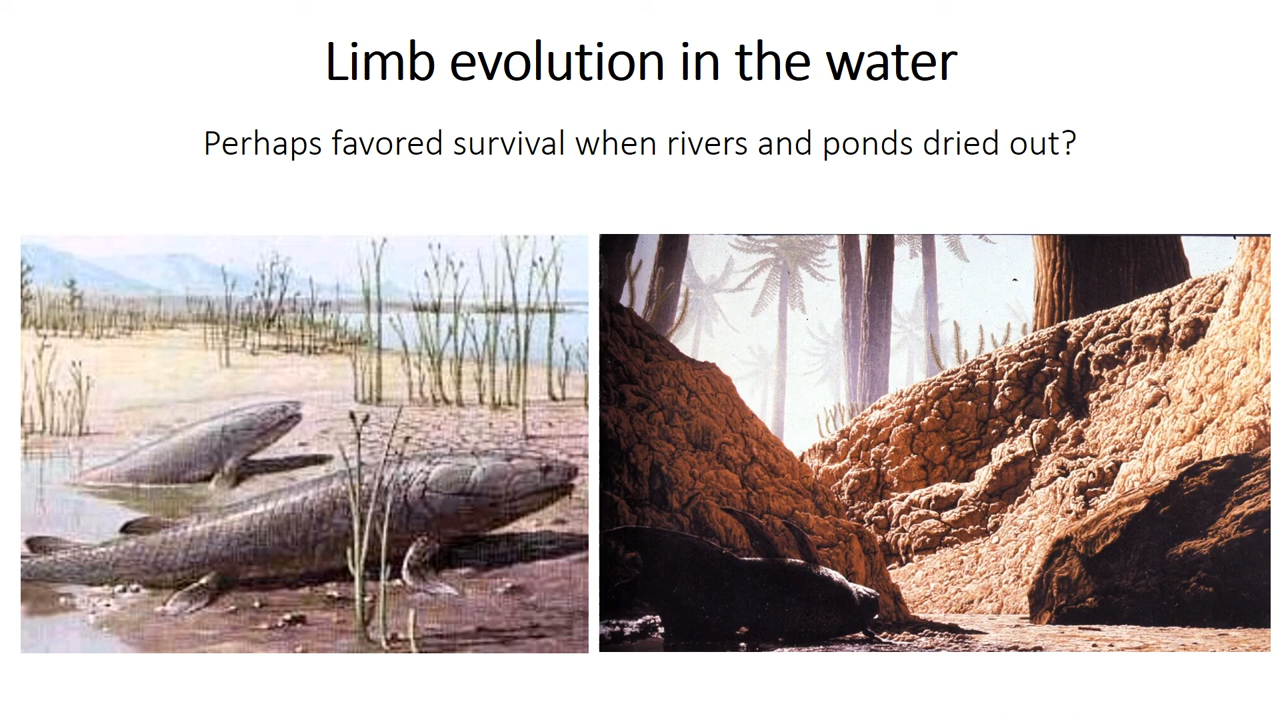 Limb evolution in the water
Perhaps favored survival when rivers and ponds dried out?